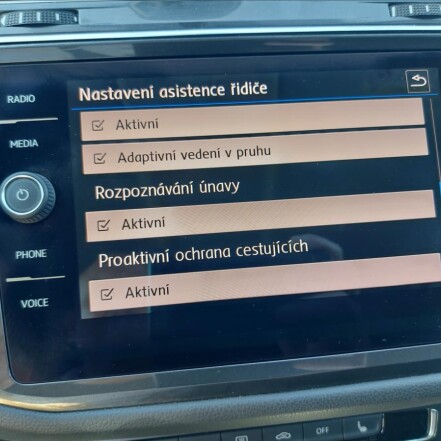 Nastavení asistence řidiče
RADIO
Aktivní
MEDIA
Adaptivní vedení v pruhu
Rozpoznávání únavy
Aktivní
PHONE
Proaktivní ochrana cestujících
VOICE
Aktivní
OFF